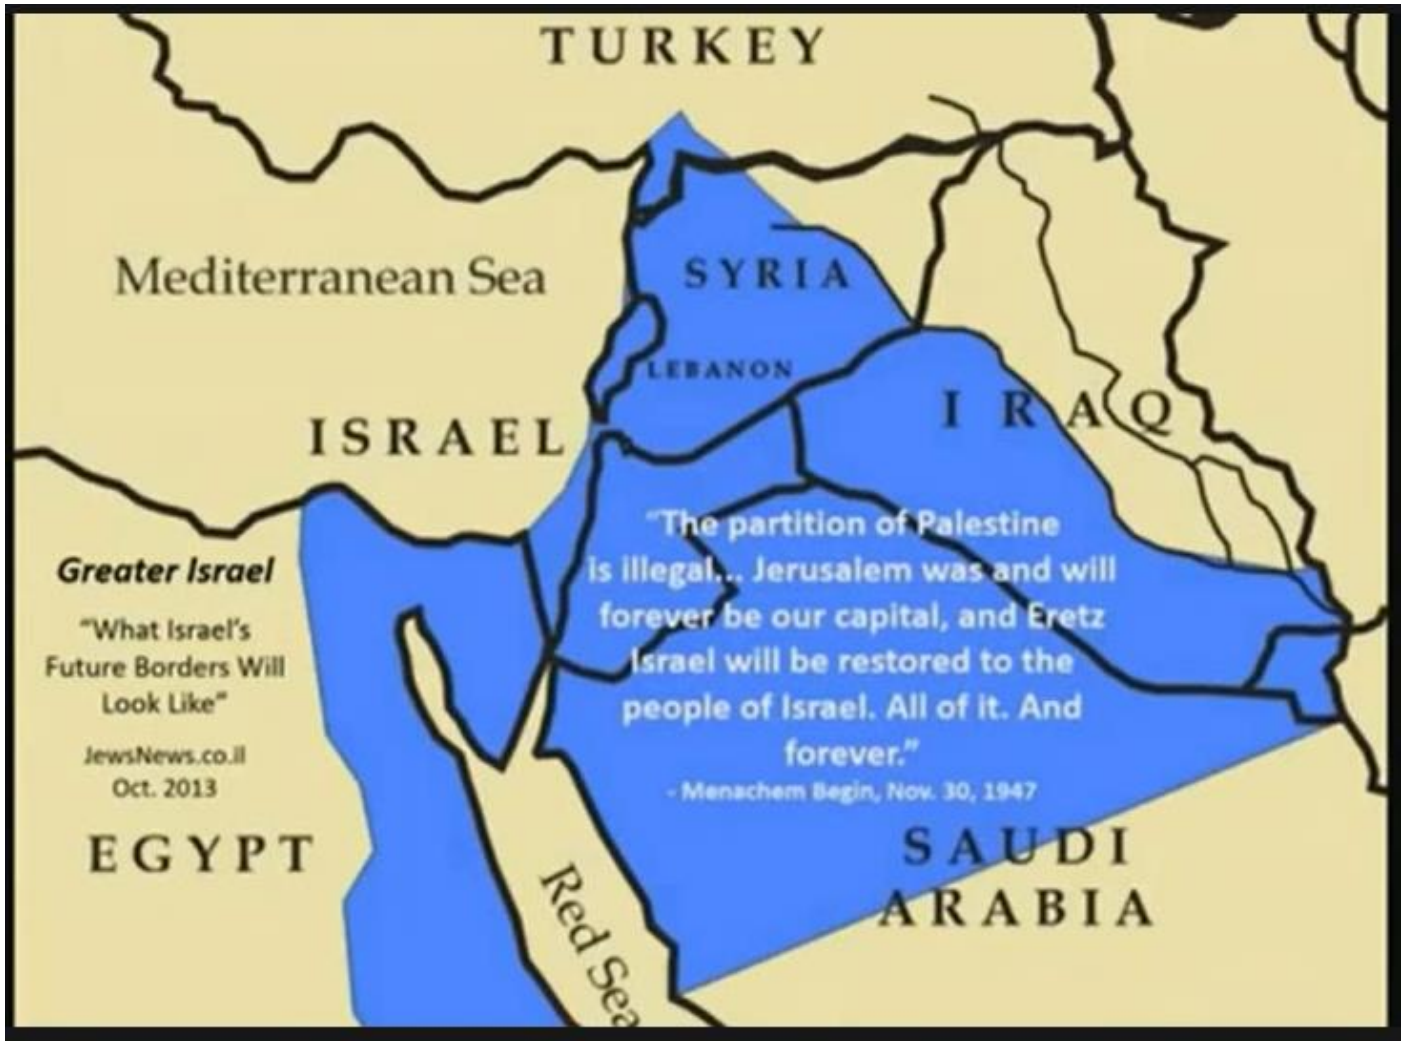 TURKEY
Mediterranean Sea
SYRIA
LEBANON
ISRAEL
IRAQ
Greater Israel
"What Israel's
Future Borders Will
Look Like"
JewsNews.co.il
Oct. 2013
"The partition of Palestine
is illegal... Jerusalem was and will
forever be our capital, and Eretz
Israel will be restored to the
people of Israel. All of it. And
forever."
- Menachem Begin, Nov. 30, 1947
EGYPT
Red Sea
SAUDI
ARABIA